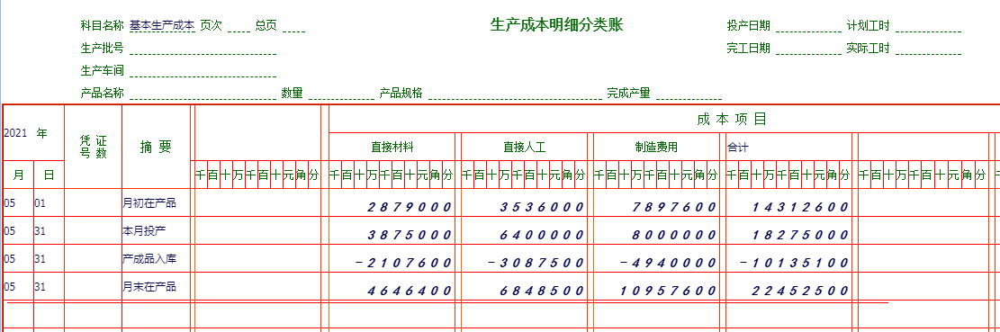 生产成本明细分类账
科目名称 基本生产成本 页次 总页 投产日期 计划工时
生产批号 完工日期 实际工时
生产车间
产品名称 数量 产品规格 完成产量
2021 年 凭证号数 摘要 成本项目
直接材料 直接人工 制造费用 合计
月 日 千百十万千百十元角分 千百十万千百十元角分 千百十万千百十元角分 千百十万千百十元角分 千百十万千百十元角分 千百十万千百十元角分
05 01 月初在产品 2879000 3536000 7897600 14312600
05 31 本月投产 3875000 6400000 8000000 18275000
05 31 产成品入库 -2107600 -3087500 -4940000 -10135100
05 31 月末在产品 4646400 6848500 10957600 22452500